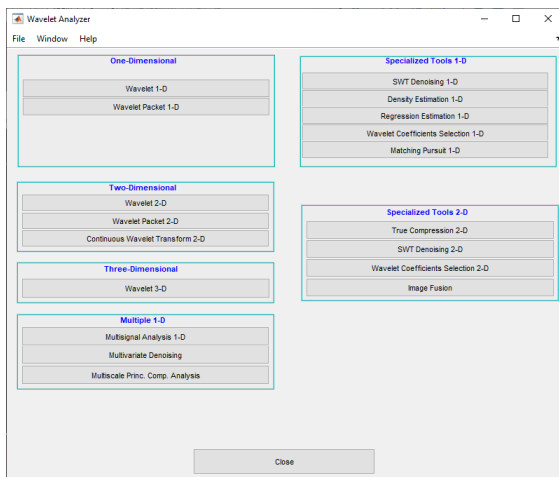 Wavelet Analyzer
File Window Help
One-Dimensional
Wavelet 1-D
Wavelet Packet 1-D
Two-Dimensional
Wavelet 2-D
Wavelet Packet 2-D
Continuous Wavelet Transform 2-D
Three-Dimensional
Wavelet 3-D
Multiple 1-D
Multisignal Analysis 1-D
Multivariate Denoising
Multiscale Princ. Comp. Analysis
Specialized Tools 1-D
SWT Denoising 1-D
Density Estimation 1-D
Regression Estimation 1-D
Wavelet Coefficients Selection 1-D
Matching Pursuit 1-D
Specialized Tools 2-D
True Compression 2-D
SWT Denoising 2-D
Wavelet Coefficients Selection 2-D
Image Fusion
Close